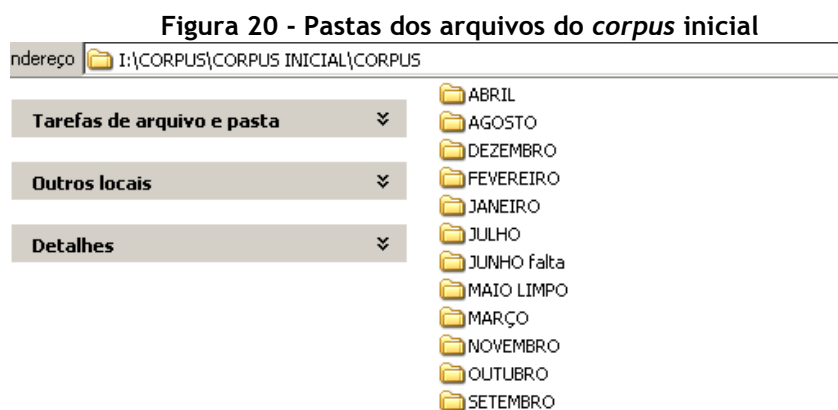 Figura 20 - Pastas dos arquivos do corpus inicial
ndereço I:\CORPUS\CORPUS INICIAL\CORPUS
Tarefas de arquivo e pasta
Outros locais
Detalhes
ABRIL
AGOSTO
DEZEMBRO
FEVEREIRO
JANEIRO
JULHO
JUNHO falta
MAIO LIMPO
MARÇO
NOVEMBRO
OUTUBRO
SETEMBRO